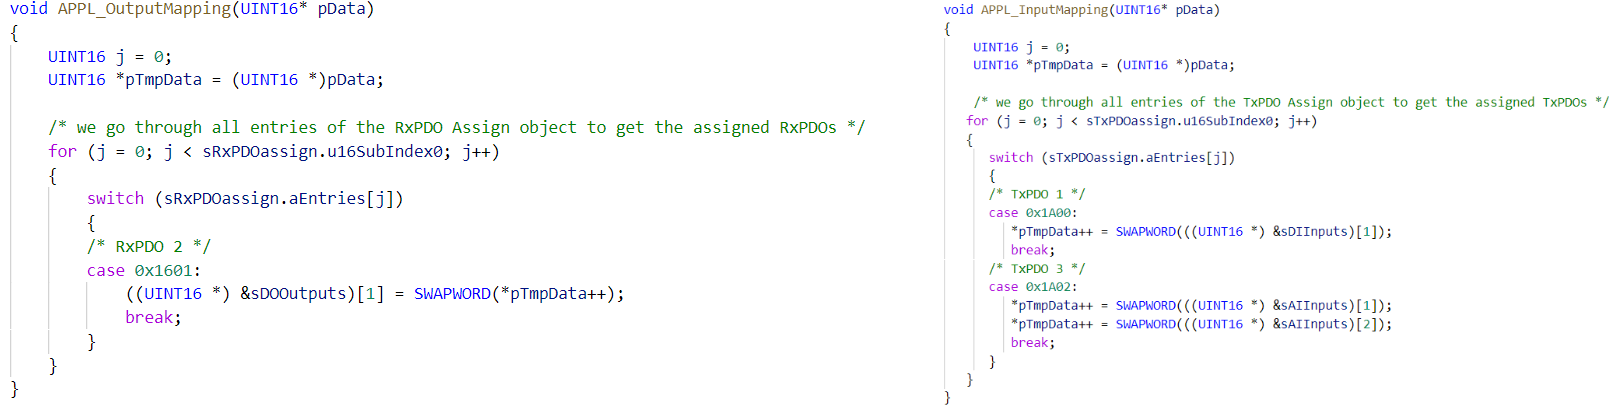 void APPL_OutputMapping(UINT16* pData)
{
    UINT16 j = 0;
    UINT16 *pTmpData = (UINT16 *)pData;

    /* we go through all entries of the RxPDO Assign object to get the assigned RxPDOs */
    for (j = 0; j < sRxPDOassign.u16SubIndex0; j++)
    {
        switch (sRxPDOassign.aEntries[j])
        {
        /* RxPDO 2 */
        case 0x1601:
            ((UINT16 *) &sDOOutputs)[1] = SWAPWORD(*pTmpData++);
            break;
        }
    }
}
void APPL_InputMapping(UINT16* pData)
{
    UINT16 j = 0;
    UINT16 *pTmpData = (UINT16 *)pData;

    /* we go through all entries of the TxPDO Assign object to get the assigned TxPDOs */
   for (j = 0; j < sTxPDOassign.u16SubIndex0; j++)
   {
      switch (sTxPDOassign.aEntries[j])
      {
      /* TxPDO 1 */
      case 0x1A00:
         *pTmpData++ = SWAPWORD(((UINT16 *) &sDIInputs)[1]);
         break;
      /* TxPDO 3 */
      case 0x1A02:
         *pTmpData++ = SWAPWORD(((UINT16 *) &sAIInputs)[1]);
         *pTmpData++ = SWAPWORD(((UINT16 *) &sAIInputs)[2]);
         break;
      }
   }
}